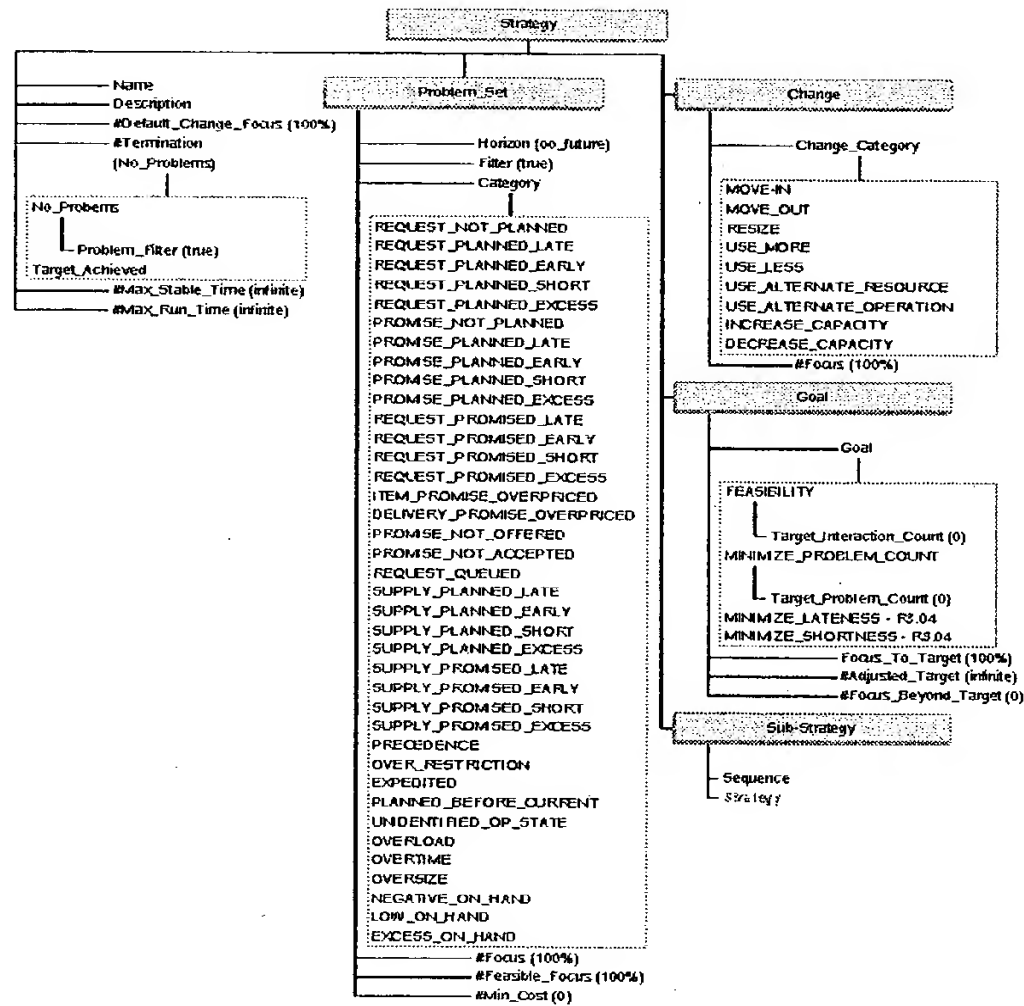 Strategy
Name
Description
#Default_Change_Focus (100%)
#Termination
(No_Problems)
No_Probems
Problem_Filter (true)
Target_Achieved
#Max_Stable_Time (infinite)
#Max_Run_Time (infinite)
Problem_Set
Horizon (oo_future)
Filter (true)
Category
REQUEST_NOT_PLANNED
REQUEST_PLANNED_LATE
REQUEST_PLANNED_EARLY
REQUEST_PLANNED_SHORT
REQUEST_PLANNED_EXCESS
PROMISE_NOT_PLANNED
PROMISE_PLANNED_LATE
PROMISE_PLANNED_EARLY
PROMISE_PLANNED_SHORT
PROMISE_PLANNED_EXCESS
REQUEST_PROMISED_LATE
REQUEST_PROMISED_EARLY
REQUEST_PROMISED_SHORT
REQUEST_PROMISED_EXCESS
ITEM_PROMISE_OVERPRICED
DELIVERY_PROMISE_OVERPRICED
PROMISE_NOT_OFFERED
PROMISE_NOT_ACCEPTED
REQUEST_QUEUED
SUPPLY_PLANNED_LATE
SUPPLY_PLANNED_EARLY
SUPPLY_PLANNED_SHORT
SUPPLY_PLANNED_EXCESS
SUPPLY_PROMISED_LATE
SUPPLY_PROMISED_EARLY
SUPPLY_PROMISED_SHORT
SUPPLY_PROMISED_EXCESS
PRECEDENCE
OVER_RESTRICTION
EXPEDITED
PLANNED_BEFORE_CURRENT
UNIDENTIFIED_OP_STATE
OVERLOAD
OVERTIME
OVERSIZE
NEGATIVE_ON_HAND
LOW_ON_HAND
EXCESS_ON_HAND
#Focus (100%)
#Feasible_Focus (100%)
#Min_Cost (0)
Change
Change_Category
MOVE-IN
MOVE_OUT
RESIZE
USE_MORE
USE_LESS
USE_ALTERNATE_RESOURCE
USE_ALTERNATE_OPERATION
INCREASE_CAPACITY
DECREASE_CAPACITY
#Focus (100%)
Goal
Goal
FEASIBILITY
Target_Interaction_Count (0)
MINIMIZE_PROBLEM_COUNT
Target_Problem_Count (0)
MINIMIZE_LATENESS - R3.04
MINIMIZE_SHORTNESS - R3.04
Focus_To_Target (100%)
#Adjusted_Target (infinite)
#Focus_Beyond_Target (0)
Sub-Strategy
Sequence
Strategy